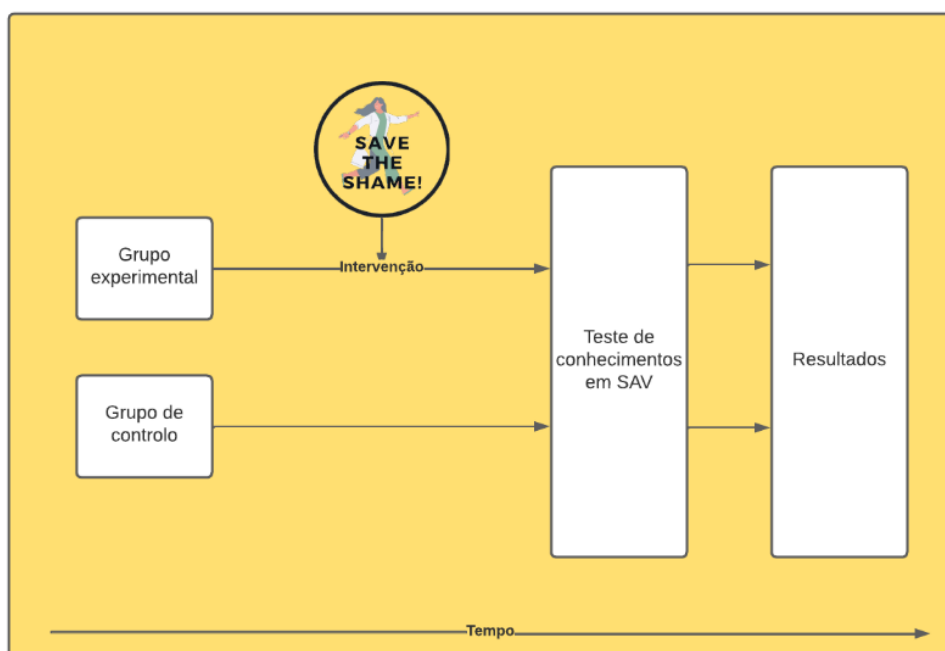 SAVE
THE
SHAME!
Grupo
experimental
Intervenção
Teste de
conhecimentos
em SAV
Resultados
Grupo de
controlo
Tempo